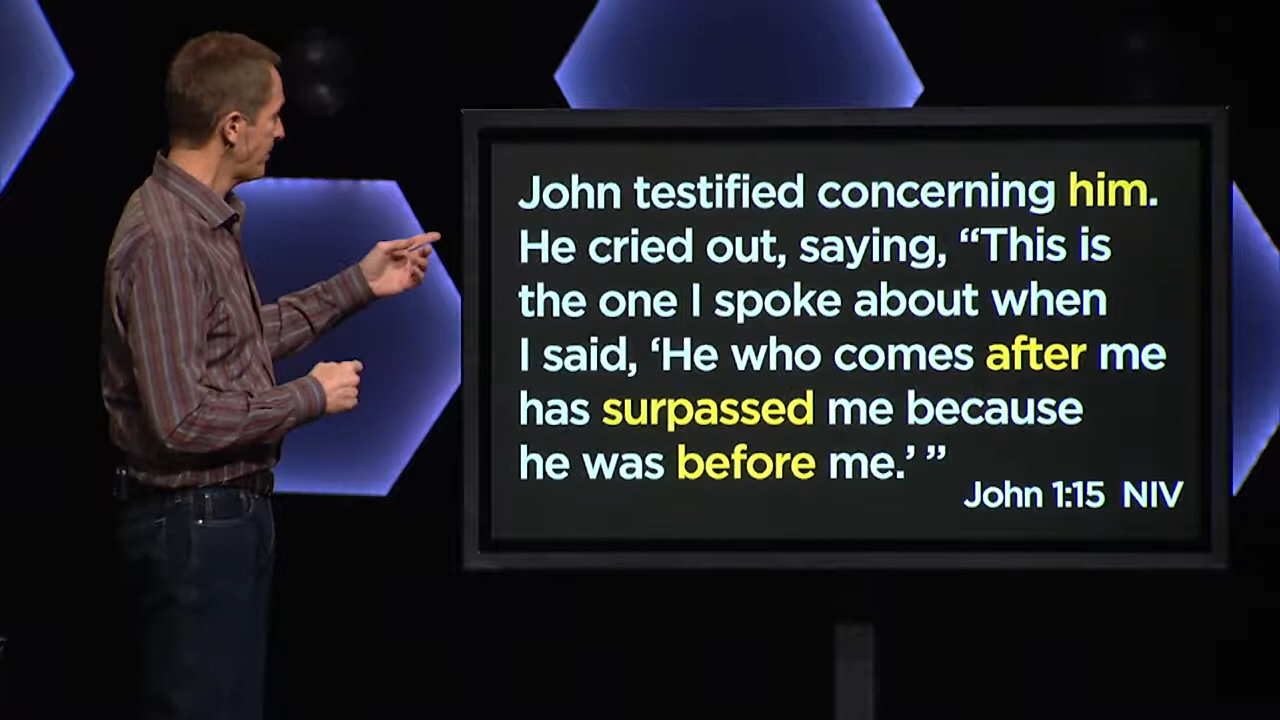 John testified concerning him.
He cried out, saying, “This is
the one I spoke about when
I said, ‘He who comes after me
has surpassed me because
he was before me.’ ”
John 1:15 NIV